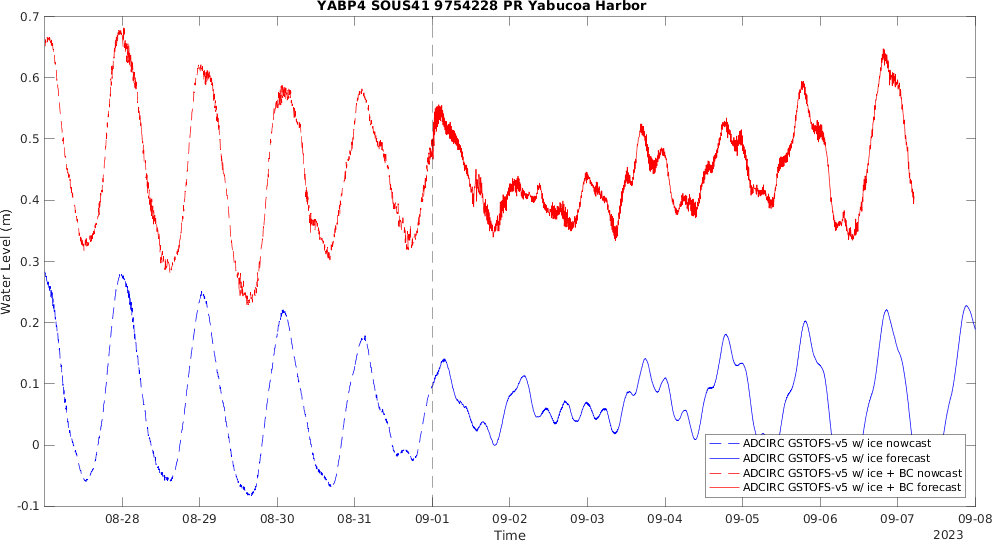 YABP4 SOUS41 9754228 PR Yabucoa Harbor
0.7
0.6
0.5
0.4
0.3
0.2
0.1
0
-0.1
Water Level (m)
ADCIRC GSTOFS-v5 w/ ice nowcast
ADCIRC GSTOFS-v5 w/ ice forecast
ADCIRC GSTOFS-v5 w/ ice + BC nowcast
ADCIRC GSTOFS-v5 w/ ice + BC forecast
08-28 08-29 08-30 08-31 09-01 09-02 09-03 09-04 09-05 09-06 09-07 09-08
Time
2023